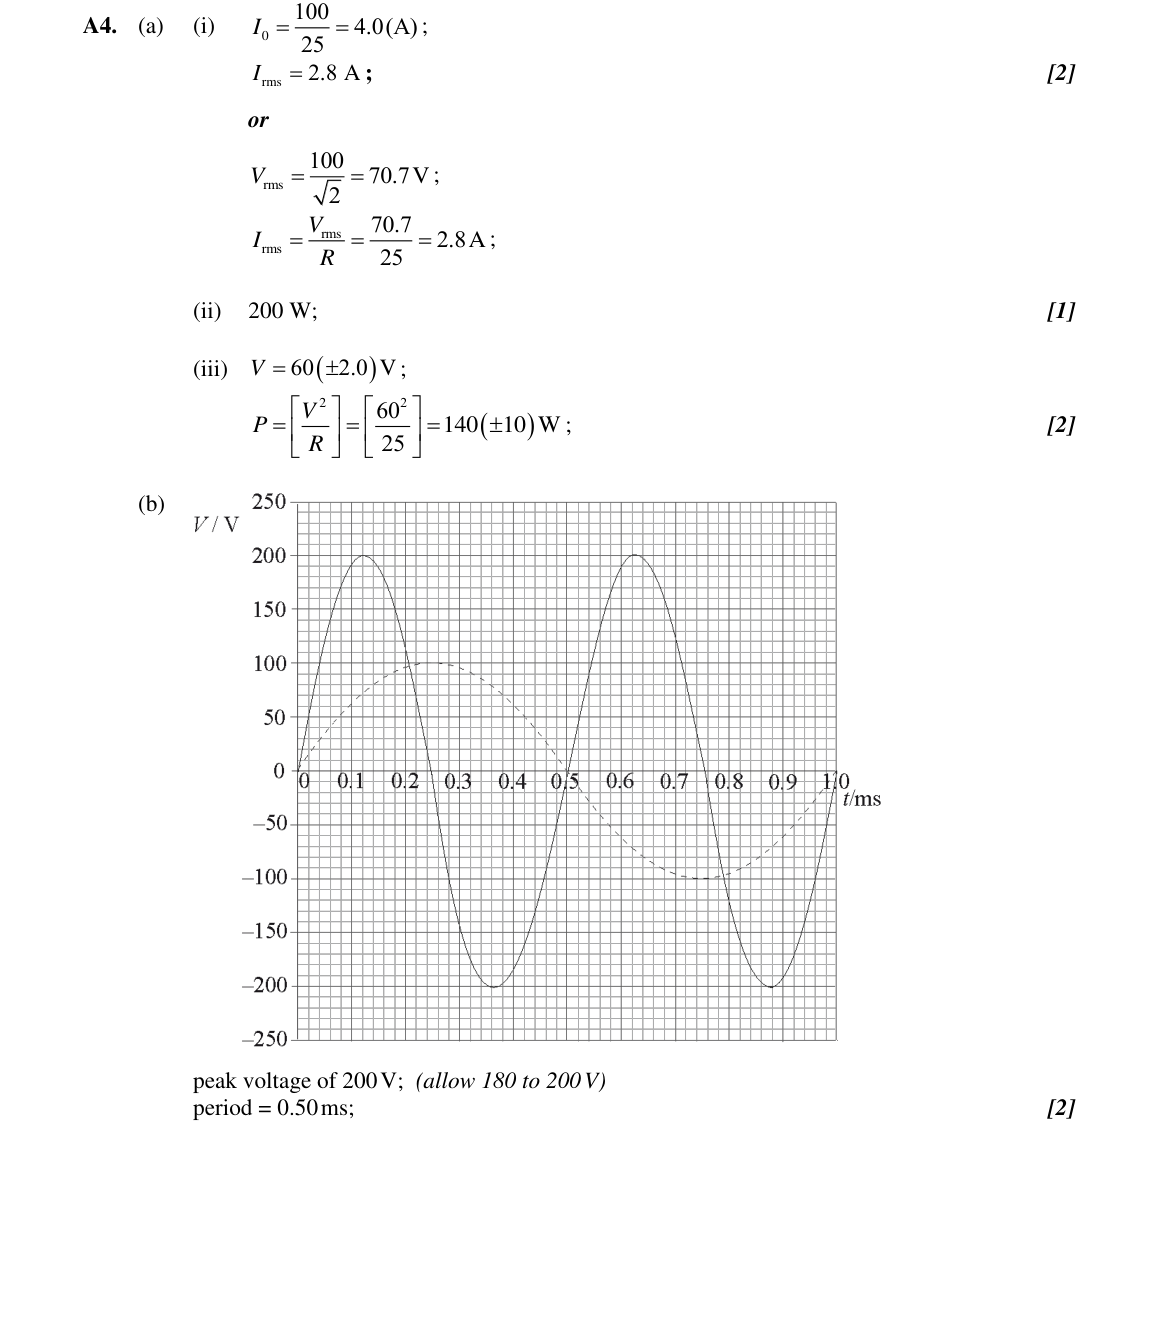 A4. (a) (i) I₀ = 100/25 = 4.0(A) ;
Iᵣₘₛ = 2.8 A ; [2]
or
Vᵣₘₛ = 100/√2 = 70.7 V ;
Iᵣₘₛ = Vᵣₘₛ/R = 70.7/25 = 2.8 A ;
(ii) 200 W; [1]
(iii) V = 60(±2.0) V ;
P = [V²/R] = [60²/25] = 140(±10) W ; [2]
(b)
V / V
250
200
150
100
50
0
–50
–100
–150
–200
–250
0 0.1 0.2 0.3 0.4 0.5 0.6 0.7 0.8 0.9 1.0
t/ms
peak voltage of 200 V; (allow 180 to 200 V)
period = 0.50 ms; [2]